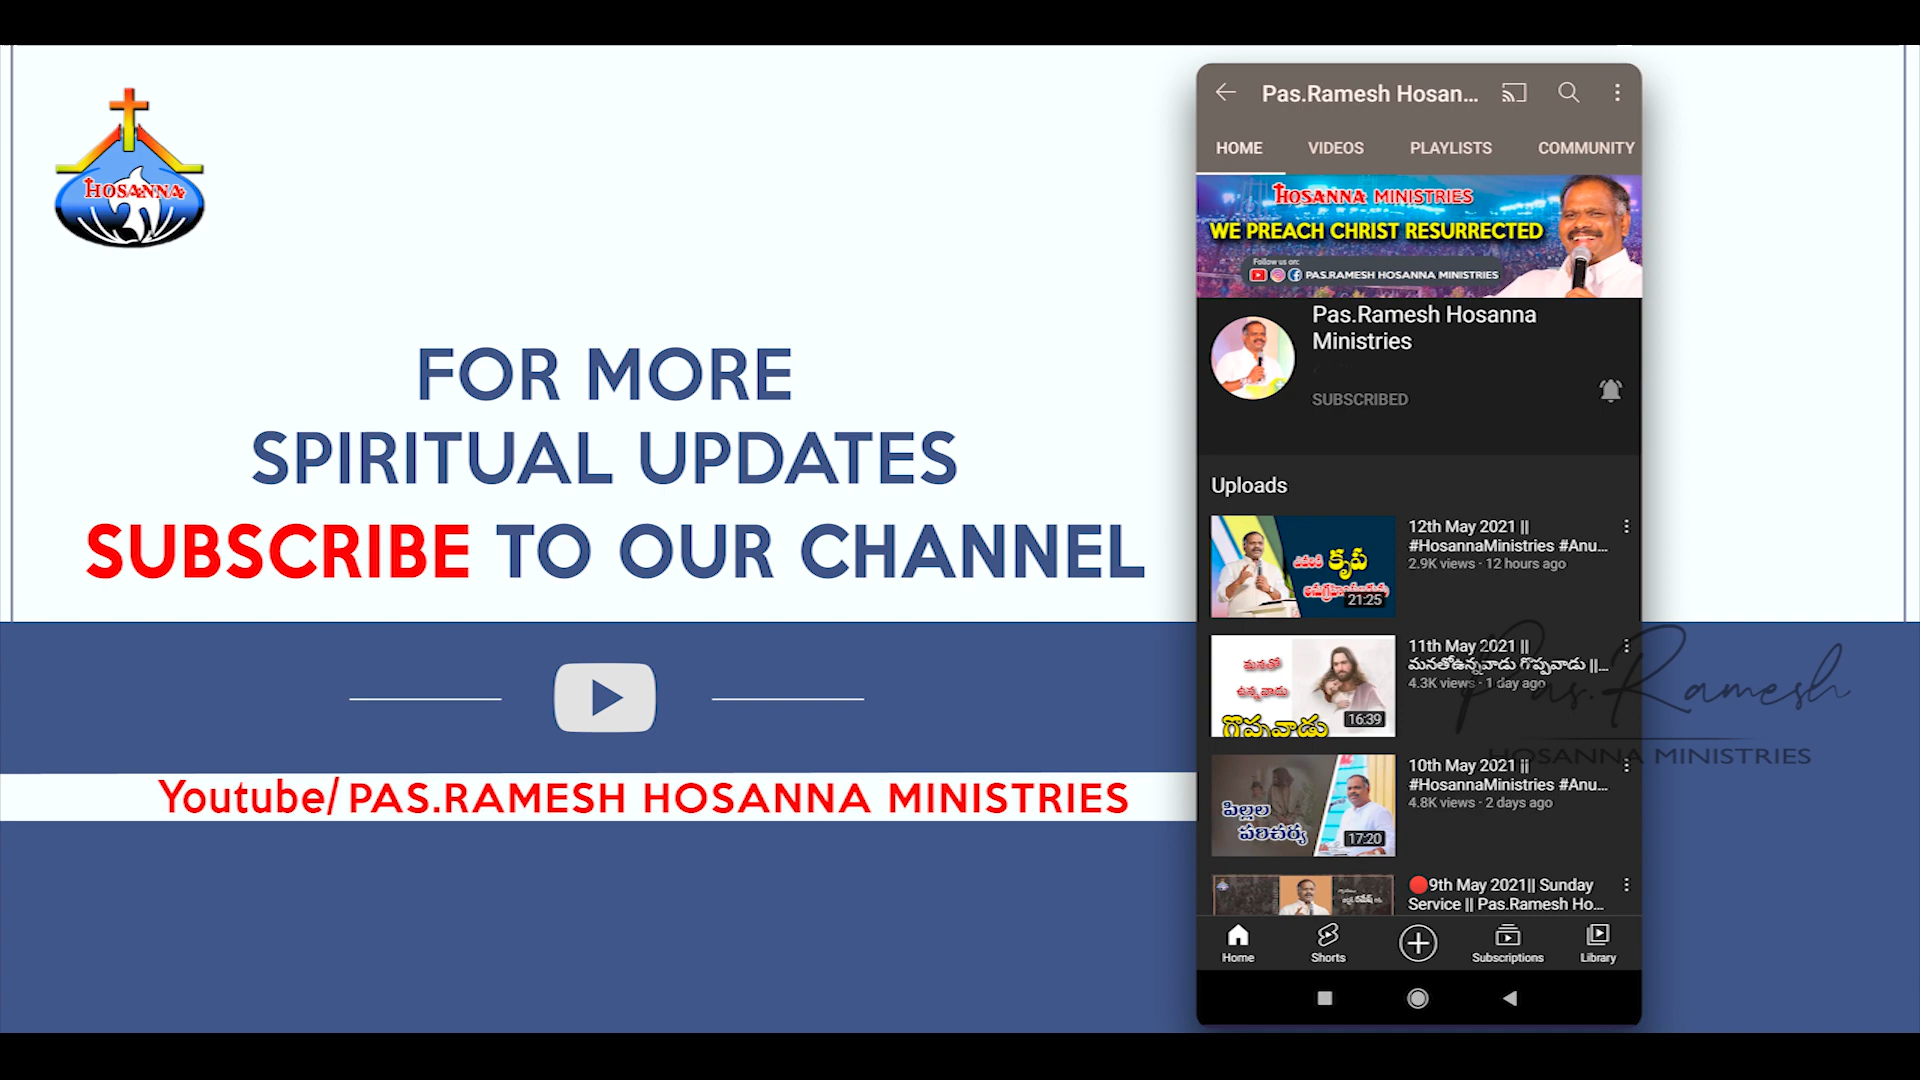 HOSANNA
FOR MORE
SPIRITUAL UPDATES
SUBSCRIBE TO OUR CHANNEL
Youtube/PAS.RAMESH HOSANNA MINISTRIES
Pas.Ramesh Hosan...
HOME VIDEOS PLAYLISTS COMMUNITY
HOSANNA MINISTRIES
WE PREACH CHRIST RESURRECTED
Follow us on:
PAS.RAMESH HOSANNA MINISTRIES
Pas.Ramesh Hosanna
Ministries
SUBSCRIBED
Uploads
ఎవరికి కృప
21:25
12th May 2021 ||
#HosannaMinistries #Anu...
2.9K views · 12 hours ago
మనతో
ఉన్నవాడు
గొప్పవాడు
16:39
11th May 2021 ||
మనతోఉన్నవాడు గొప్పవాడు ||...
4.3K views · 1 day ago
పిల్లల
పరిచర్య
17:20
10th May 2021 ||
#HosannaMinistries #Anu...
4.8K views · 2 days ago
9th May 2021|| Sunday
Service || Pas.Ramesh Ho...
Pas.Ramesh
HOSANNA MINISTRIES
Home Shorts Subscriptions Library